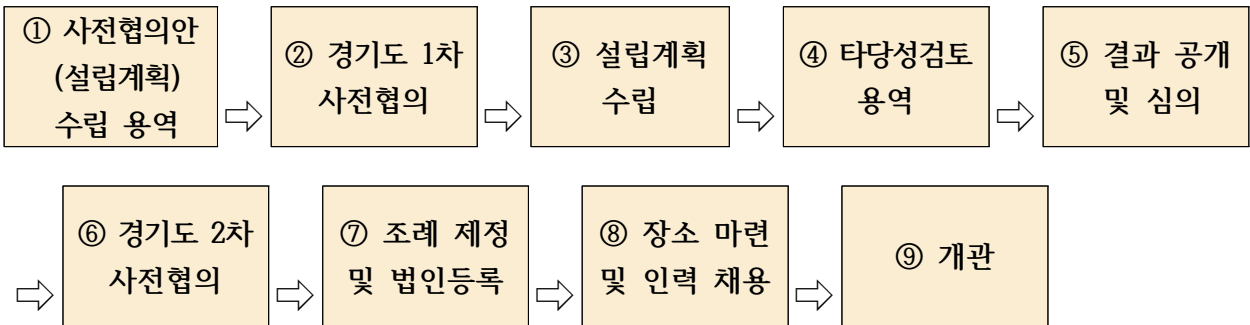 ① 사전협의안
(설립계획)
수립 용역
② 경기도 1차
사전협의
③ 설립계획
수립
④ 타당성검토
용역
⑤ 결과 공개
및 심의
⑥ 경기도 2차
사전협의
⑦ 조례 제정
및 법인등록
⑧ 장소 마련
및 인력 채용
⑨ 개관